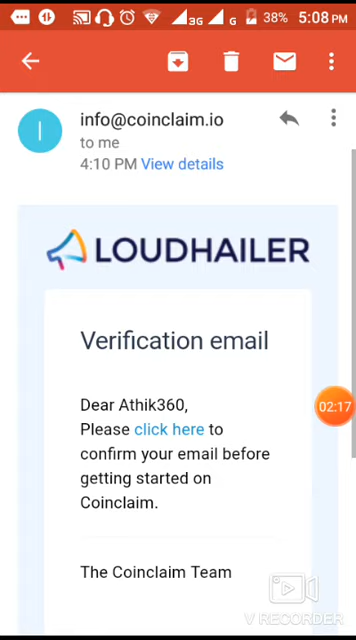 3G
G
38%
5:08 PM
info@coinclaim.io
to me
4:10 PM View details
I
LOUDHAILER
Verification email
Dear Athik360,
Please click here to
confirm your email before
getting started on
Coinclaim.
02:17
The Coinclaim Team
V RECORDER